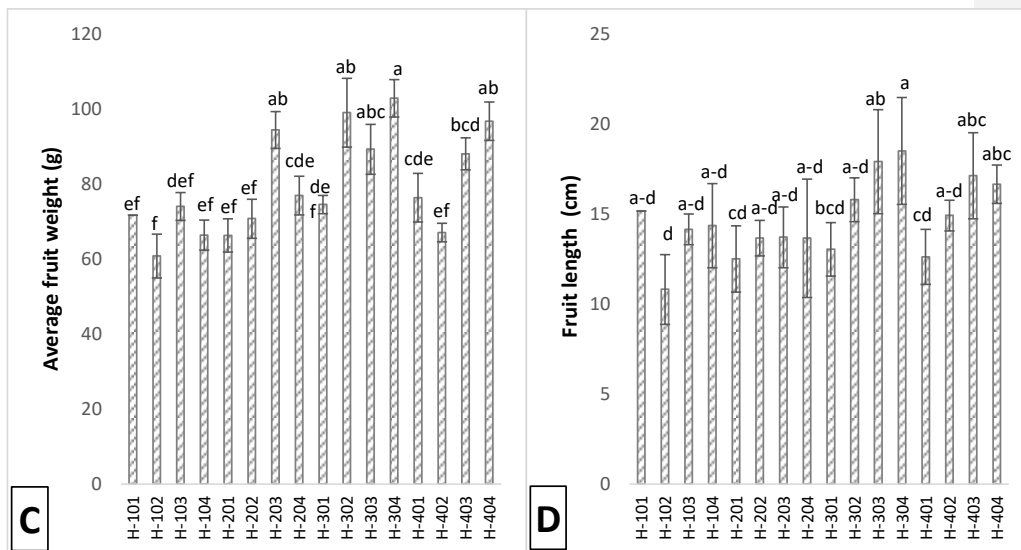 120
100
80
60
40
20
0
Average fruit weight (g)
ef
f
def
ef
ef
ef
ab
cde
de
f
ab
abc
a
cde
ef
bcd
ab
H-101
H-102
H-103
H-104
H-201
H-202
H-203
H-204
H-301
H-302
H-303
H-304
H-401
H-402
H-403
H-404
C
25
20
15
10
5
0
Fruit length (cm)
a-d
d
a-d
a-d
cd
a-d
a-d
a-d
bcd
a-d
ab
a
cd
a-d
abc
abc
H-101
H-102
H-103
H-104
H-201
H-202
H-203
H-204
H-301
H-302
H-303
H-304
H-401
H-402
H-403
H-404
D